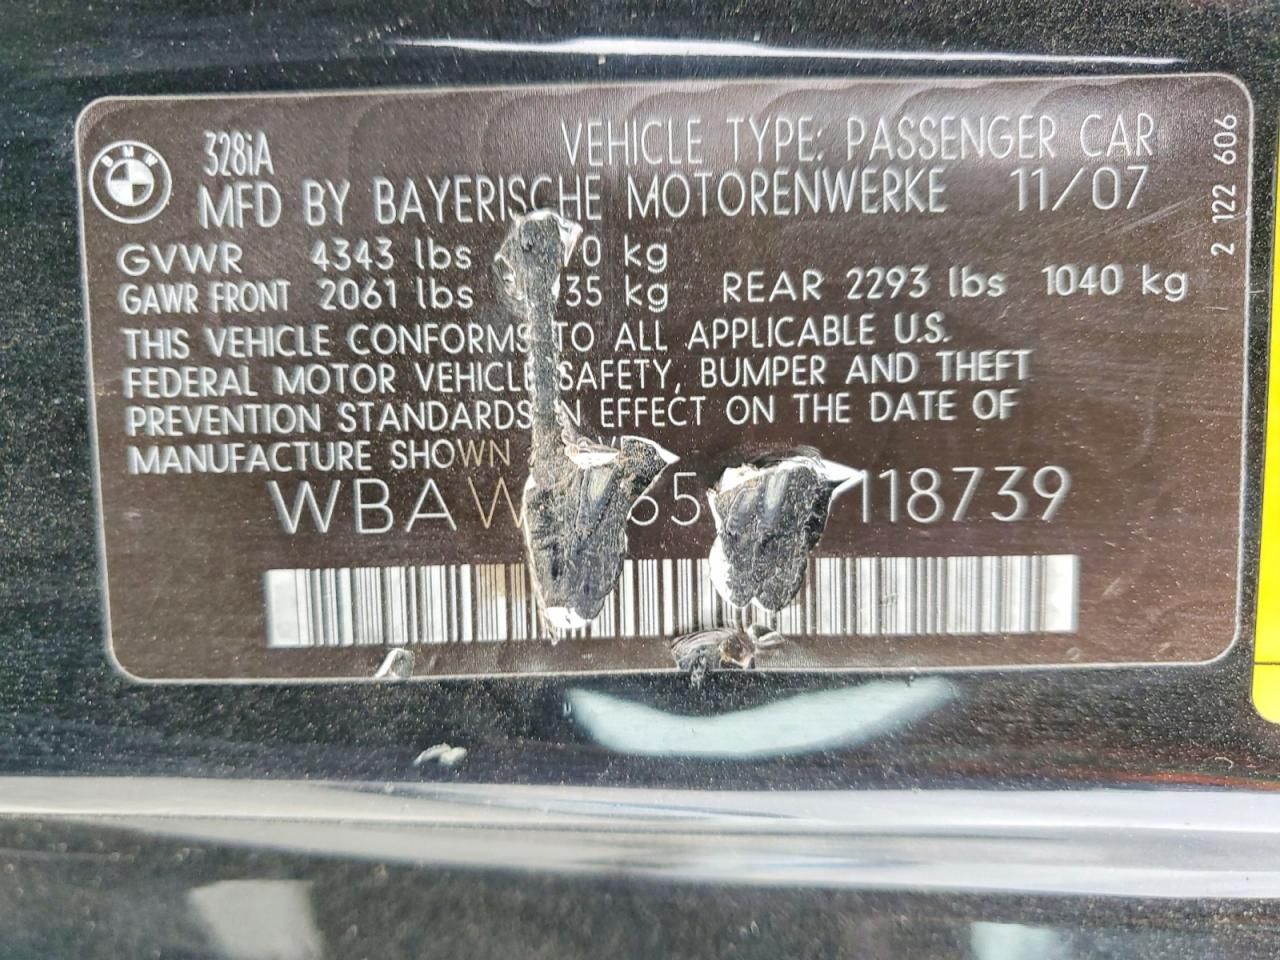 BMW
328iA VEHICLE TYPE: PASSENGER CAR
MFD BY BAYERISCHE MOTORENWERKE 11/07
GVWR 4343 lbs kg
GAWR FRONT 2061 lbs kg REAR 2293 lbs 1040 kg
THIS VEHICLE CONFORMS TO ALL APPLICABLE U.S.
FEDERAL MOTOR VEHICLE SAFETY, BUMPER AND THEFT
PREVENTION STANDARDS IN EFFECT ON THE DATE OF
MANUFACTURE SHOWN
2 122 606